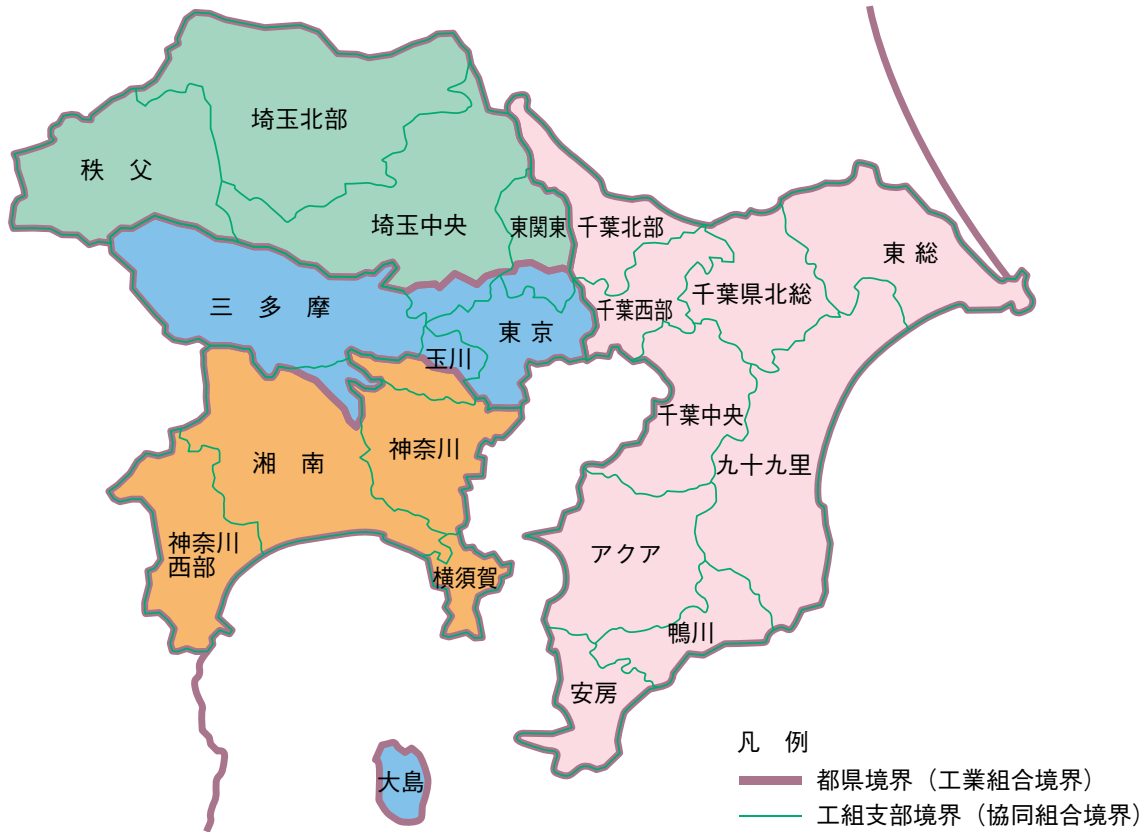 埼玉北部
秩　父
埼玉中央
東関東
千葉北部
東 総
三　多　摩
千葉県北総
千葉西部
東 京
玉川
千葉中央
神奈川
湘　南
九十九里
神奈川
西部
アクア
横須賀
鴨川
安房
大島
凡　例
都県境界（工業組合境界）
工組支部境界（協同組合境界）